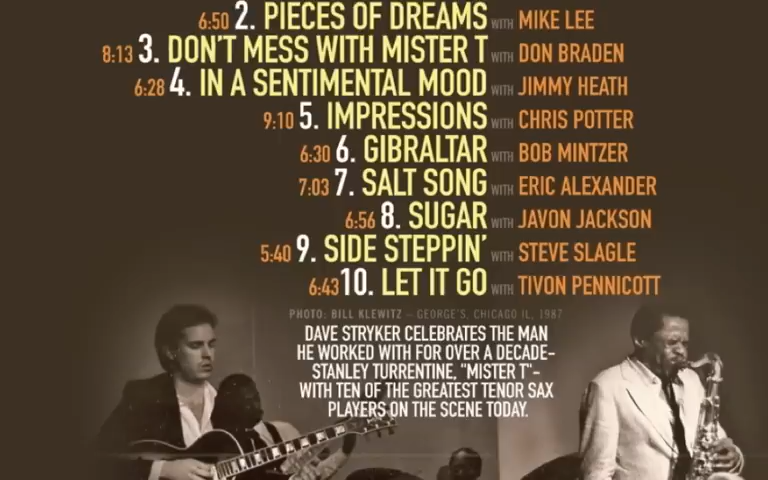 6:50 2. PIECES OF DREAMS WITH MIKE LEE
8:13 3. DON'T MESS WITH MISTER T WITH DON BRADEN
6:28 4. IN A SENTIMENTAL MOOD WITH JIMMY HEATH
9:10 5. IMPRESSIONS WITH CHRIS POTTER
6:30 6. GIBRALTAR WITH BOB MINTZER
7:03 7. SALT SONG WITH ERIC ALEXANDER
6:56 8. SUGAR WITH JAVON JACKSON
5:40 9. SIDE STEPPIN' WITH STEVE SLAGLE
6:43 10. LET IT GO WITH TIVON PENNICOTT
PHOTO: BILL KLEWITZ – GEORGE'S, CHICAGO IL, 1987
DAVE STRYKER CELEBRATES THE MAN
HE WORKED WITH FOR OVER A DECADE-
STANLEY TURRENTINE, "MISTER T"-
WITH TEN OF THE GREATEST TENOR SAX
PLAYERS ON THE SCENE TODAY.